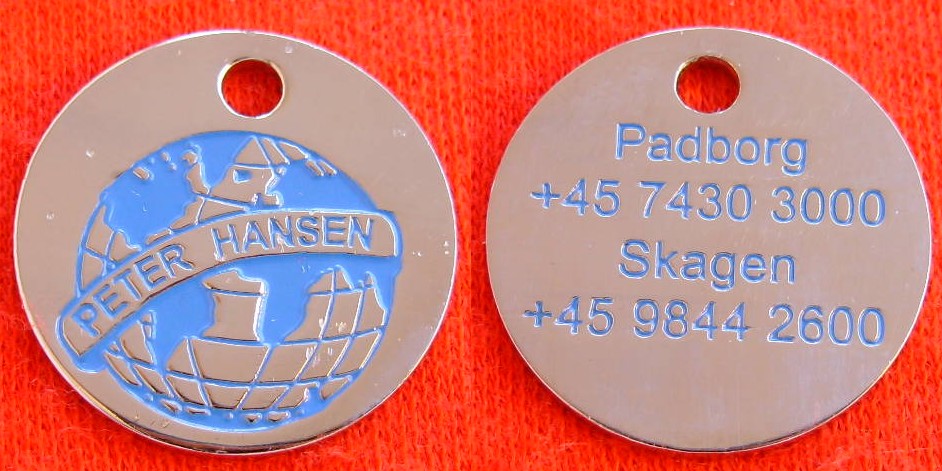 PETER HANSEN
Padborg
+45 7430 3000
Skagen
+45 9844 2600